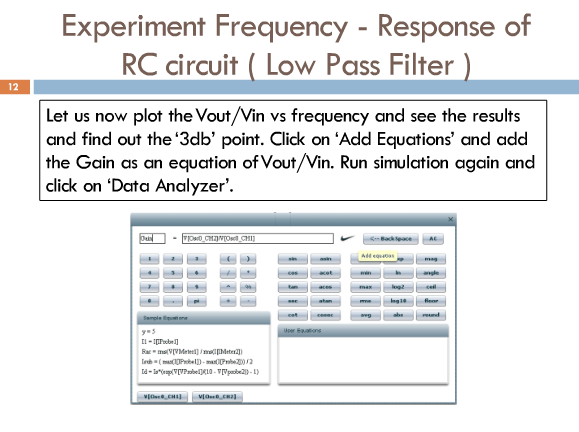 Experiment Frequency - Response of
RC circuit ( Low Pass Filter )
12
Let us now plot the Vout/Vin vs frequency and see the results
and find out the ‘3db’ point. Click on ‘Add Equations’ and add
the Gain as an equation of Vout/Vin. Run simulation again and
click on ‘Data Analyzer’.
×
Gain = V[Osc0_CH2]/V[Osc0_CH1] <-- BackSpace AC
Add equation
1 2 3 ( ) sin asin mag
4 5 6 / * cos acot min ln angle
7 8 9 ^ % tan acos max log2 ceil
0 . pi + - sec atan rms log10 floor
cot cosec avg abs round
Sample Equations User Equations
y = 5
I1 = I[IProbe1]
Rac = rms(V[VMeter1] / rms(I[IMeter2])
Isub = ( max(I[IProbe1]) - max(I[Probe2])) / 2
Id = Is*(exp(V[VProbe1]/(10 - V[Vprobe2]) - 1)
V[Osc0_CH1] V[Osc0_CH2]